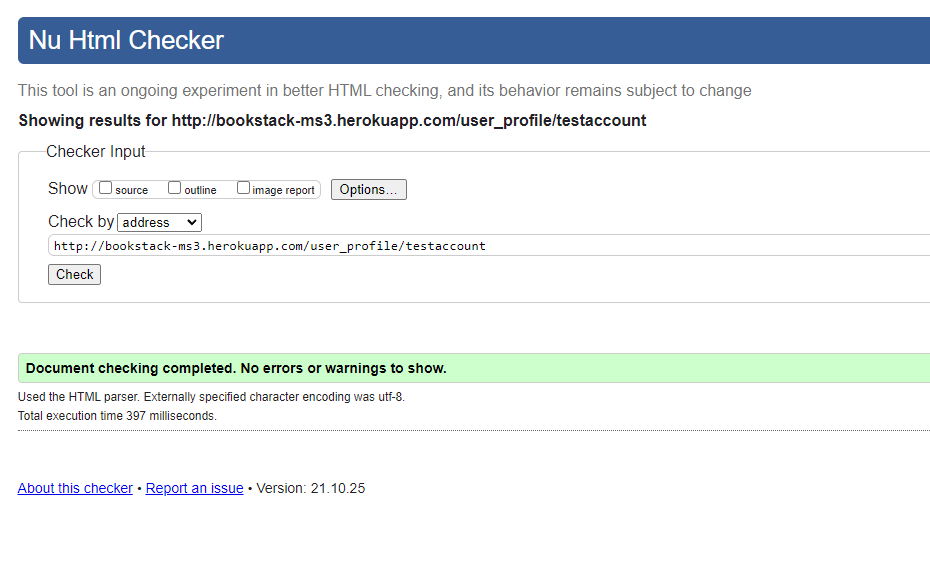 Nu Html Checker
This tool is an ongoing experiment in better HTML checking, and its behavior remains subject to change
Showing results for http://bookstack-ms3.herokuapp.com/user_profile/testaccount
Checker Input
Show source outline image report Options...
Check by address
http://bookstack-ms3.herokuapp.com/user_profile/testaccount
Check
Document checking completed. No errors or warnings to show.
Used the HTML parser. Externally specified character encoding was utf-8.
Total execution time 397 milliseconds.
About this checker • Report an issue • Version: 21.10.25